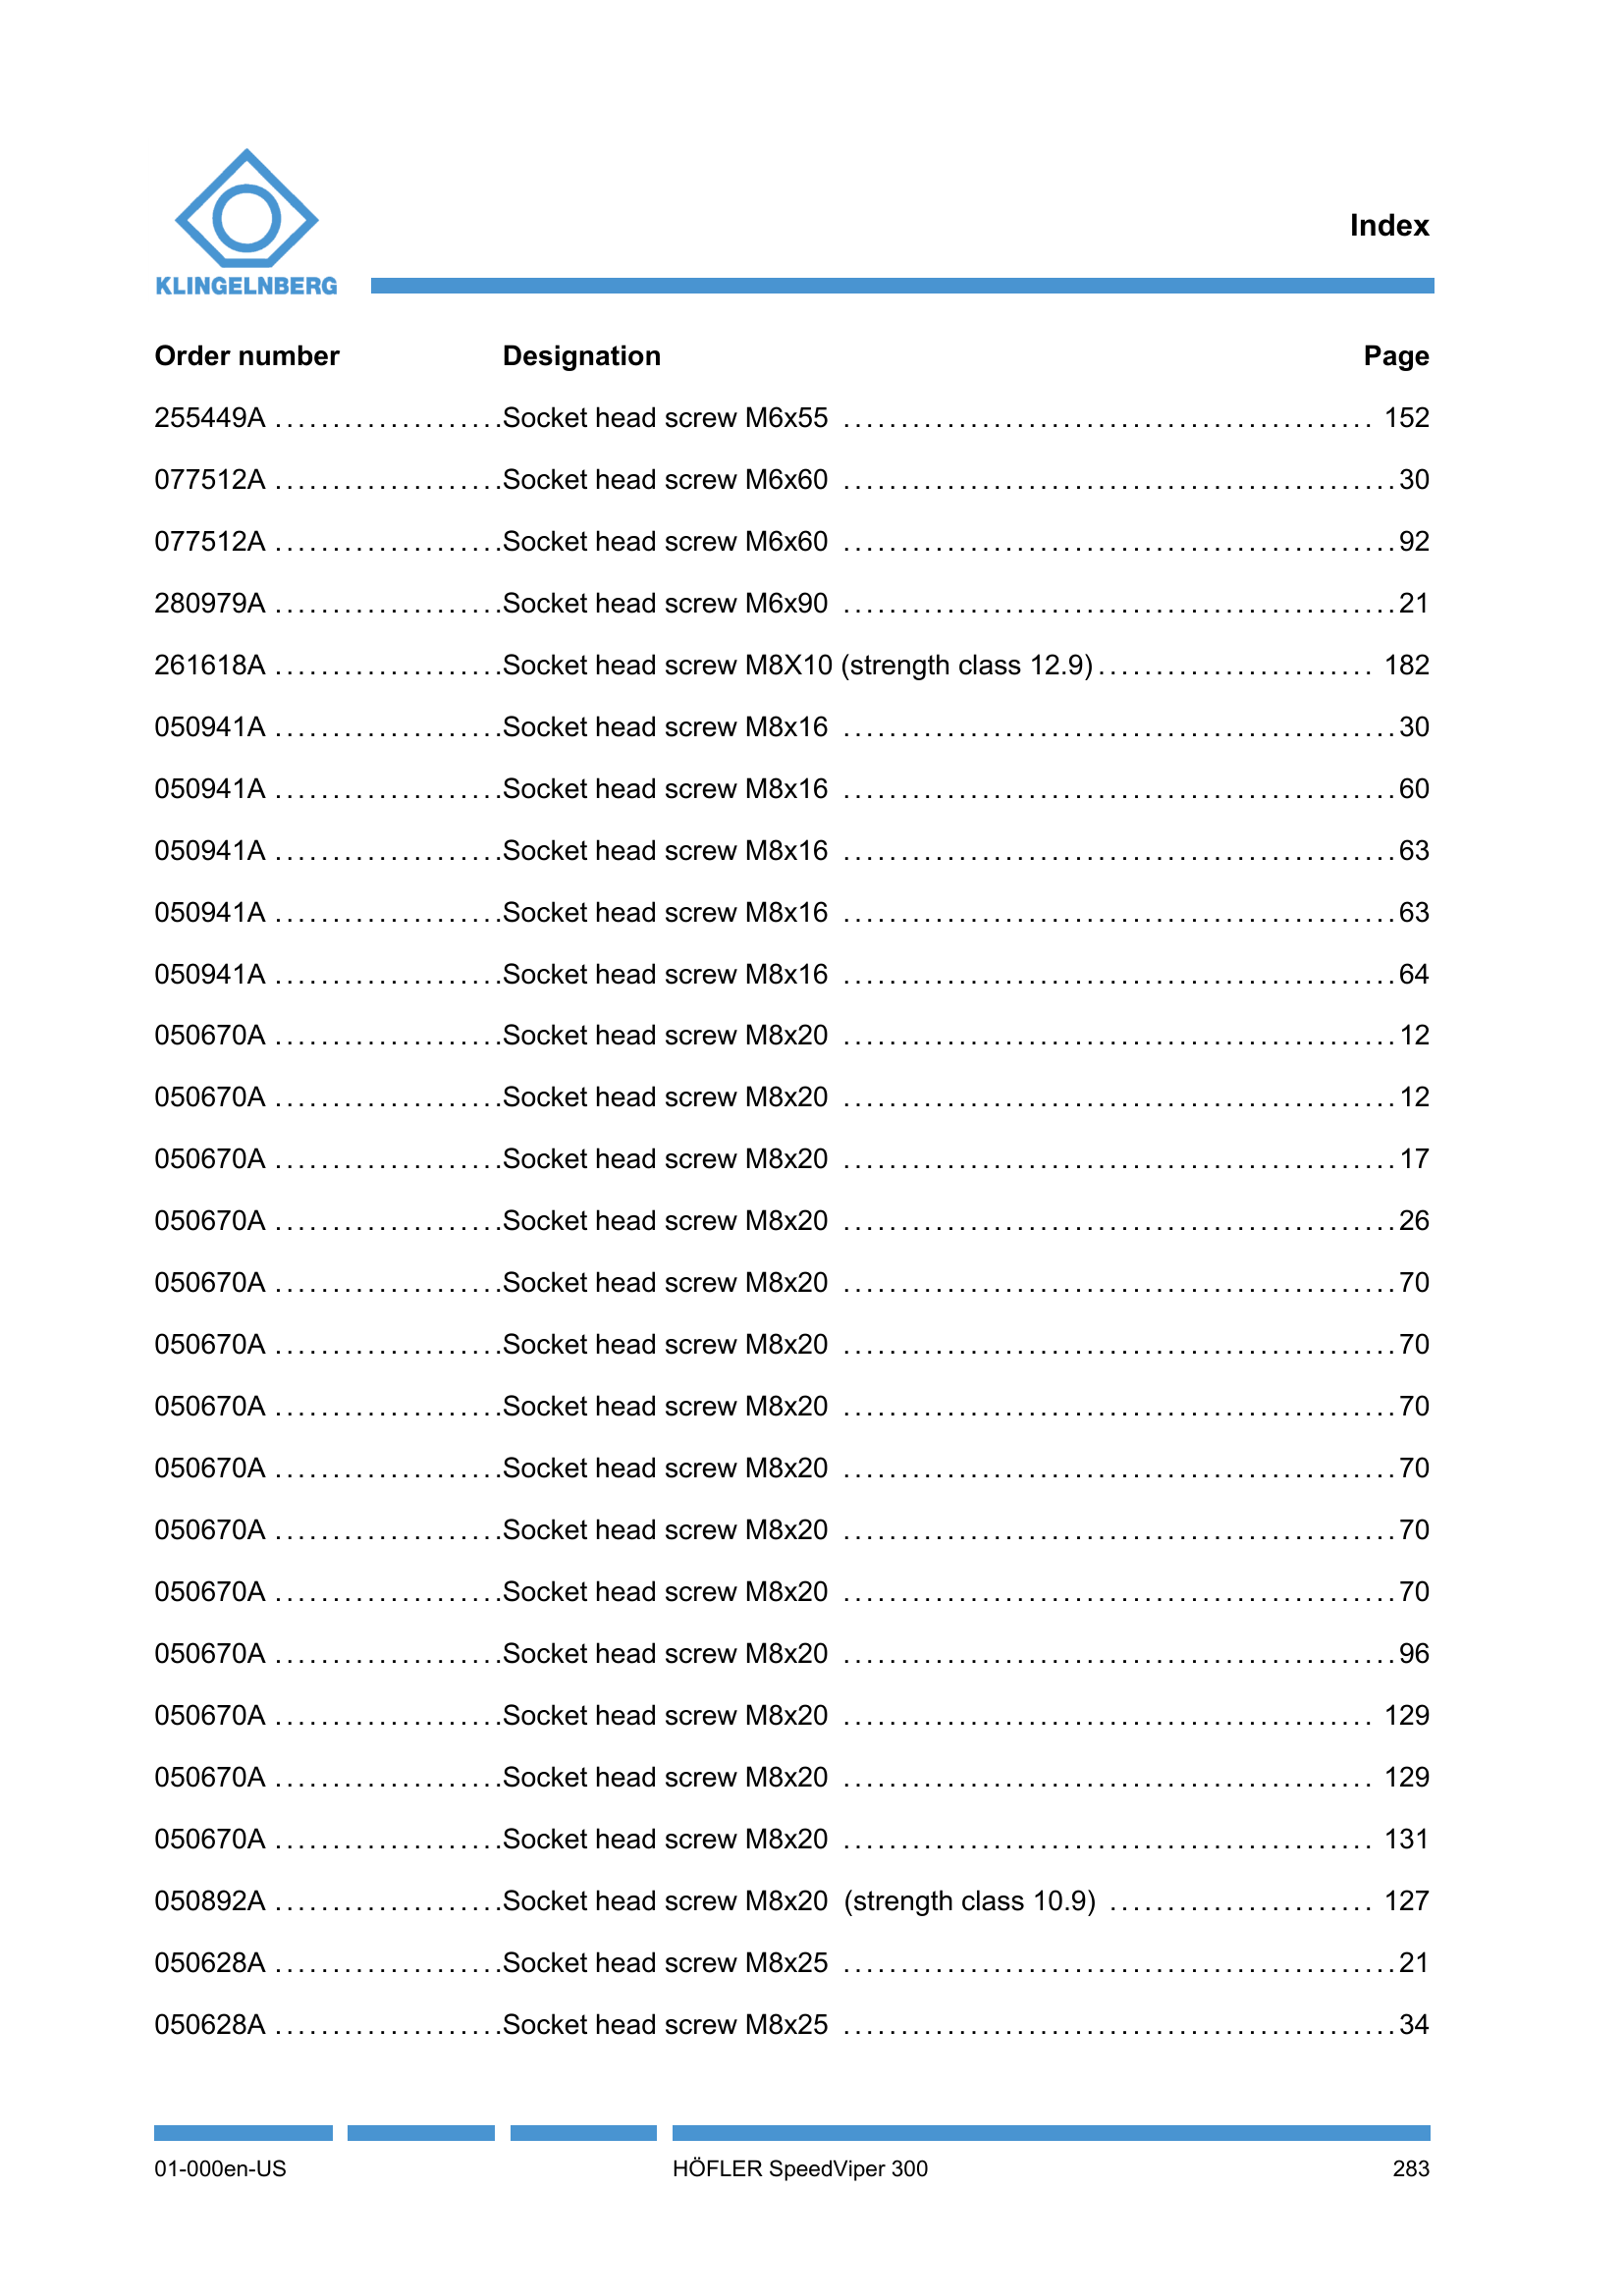 Index
KLINGELNBERG
Order number Designation Page
255449A ....................Socket head screw M6x55 .............................................. 152
077512A ....................Socket head screw M6x60 ................................................30
077512A ....................Socket head screw M6x60 ................................................92
280979A ....................Socket head screw M6x90 ................................................21
261618A ....................Socket head screw M8X10 (strength class 12.9)........................ 182
050941A ....................Socket head screw M8x16 ................................................30
050941A ....................Socket head screw M8x16 ................................................60
050941A ....................Socket head screw M8x16 ................................................63
050941A ....................Socket head screw M8x16 ................................................63
050941A ....................Socket head screw M8x16 ................................................64
050670A ....................Socket head screw M8x20 ................................................12
050670A ....................Socket head screw M8x20 ................................................12
050670A ....................Socket head screw M8x20 ................................................17
050670A ....................Socket head screw M8x20 ................................................26
050670A ....................Socket head screw M8x20 ................................................70
050670A ....................Socket head screw M8x20 ................................................70
050670A ....................Socket head screw M8x20 ................................................70
050670A ....................Socket head screw M8x20 ................................................70
050670A ....................Socket head screw M8x20 ................................................70
050670A ....................Socket head screw M8x20 ................................................70
050670A ....................Socket head screw M8x20 ................................................96
050670A ....................Socket head screw M8x20 .............................................. 129
050670A ....................Socket head screw M8x20 .............................................. 129
050670A ....................Socket head screw M8x20 .............................................. 131
050892A ....................Socket head screw M8x20 (strength class 10.9) ....................... 127
050628A ....................Socket head screw M8x25 ................................................21
050628A ....................Socket head screw M8x25 ................................................34
01-000en-US HÖFLER SpeedViper 300 283